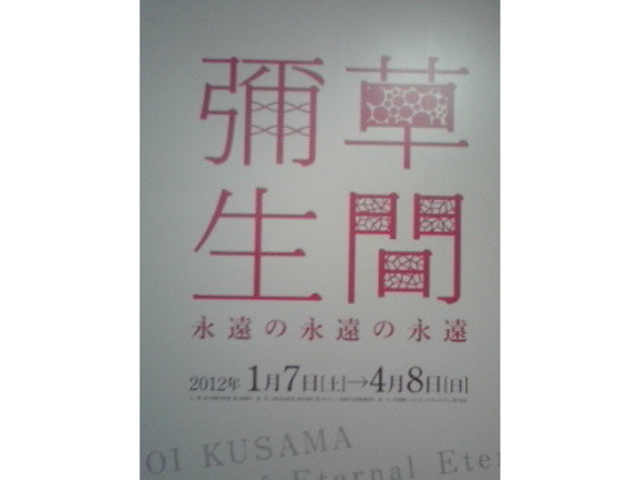 草間
彌生
永遠の永遠の永遠
2012年 1月7日[土]→4月8日[日]
OI KUSAMA
Eternal Eter